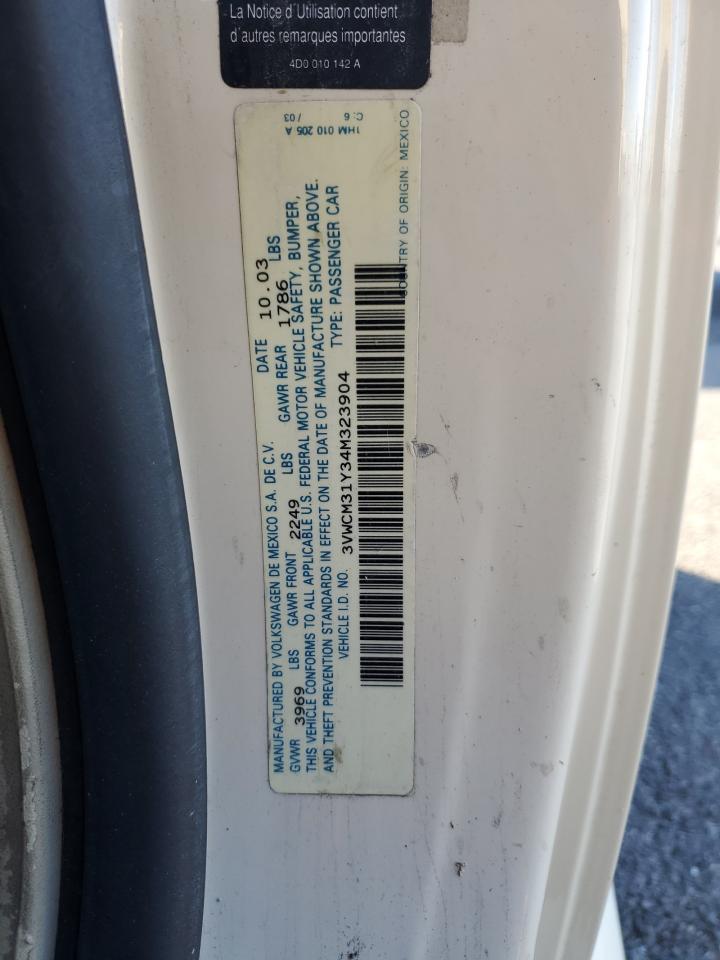 La Notice d'Utilisation contient
d'autres remarques importantes
4D0 010 142 A
MANUFACTURED BY VOLKSWAGEN DE MEXICO S.A. DE C.V. DATE 10.03
GVWR 3969 LBS GAWR FRONT 2249 LBS GAWR REAR 1786 LBS
THIS VEHICLE CONFORMS TO ALL APPLICABLE U.S. FEDERAL MOTOR VEHICLE SAFETY, BUMPER,
AND THEFT PREVENTION STANDARDS IN EFFECT ON THE DATE OF MANUFACTURE SHOWN ABOVE.
VEHICLE I.D. NO. 3VWCM31Y34M323904 TYPE: PASSENGER CAR
COUNTRY OF ORIGIN: MEXICO
1HM 010 205 A
/03 C: 6